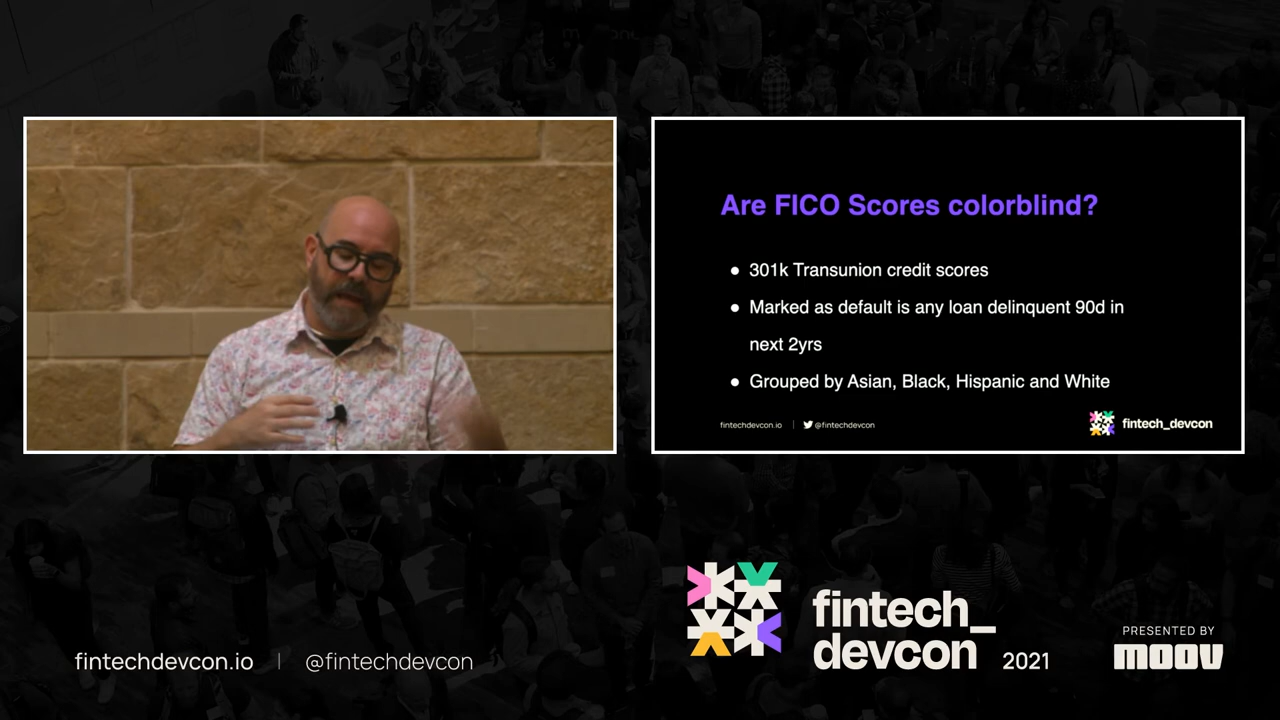 Are FICO Scores colorblind?
● 301k Transunion credit scores
● Marked as default is any loan delinquent 90d in
next 2yrs
● Grouped by Asian, Black, Hispanic and White
fintechdevcon.io | @fintechdevcon
fintech_devcon
fintechdevcon.io | @fintechdevcon
fintech_
devcon 2021
PRESENTED BY
moov